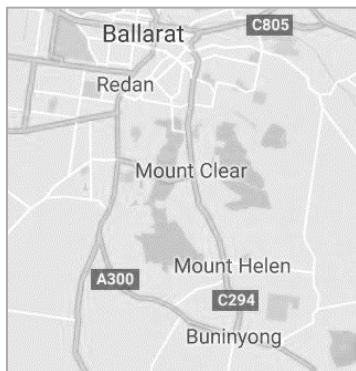 C805
Ballarat
Redan
Mount Clear
Mount Helen
A300
C294
Buninyong